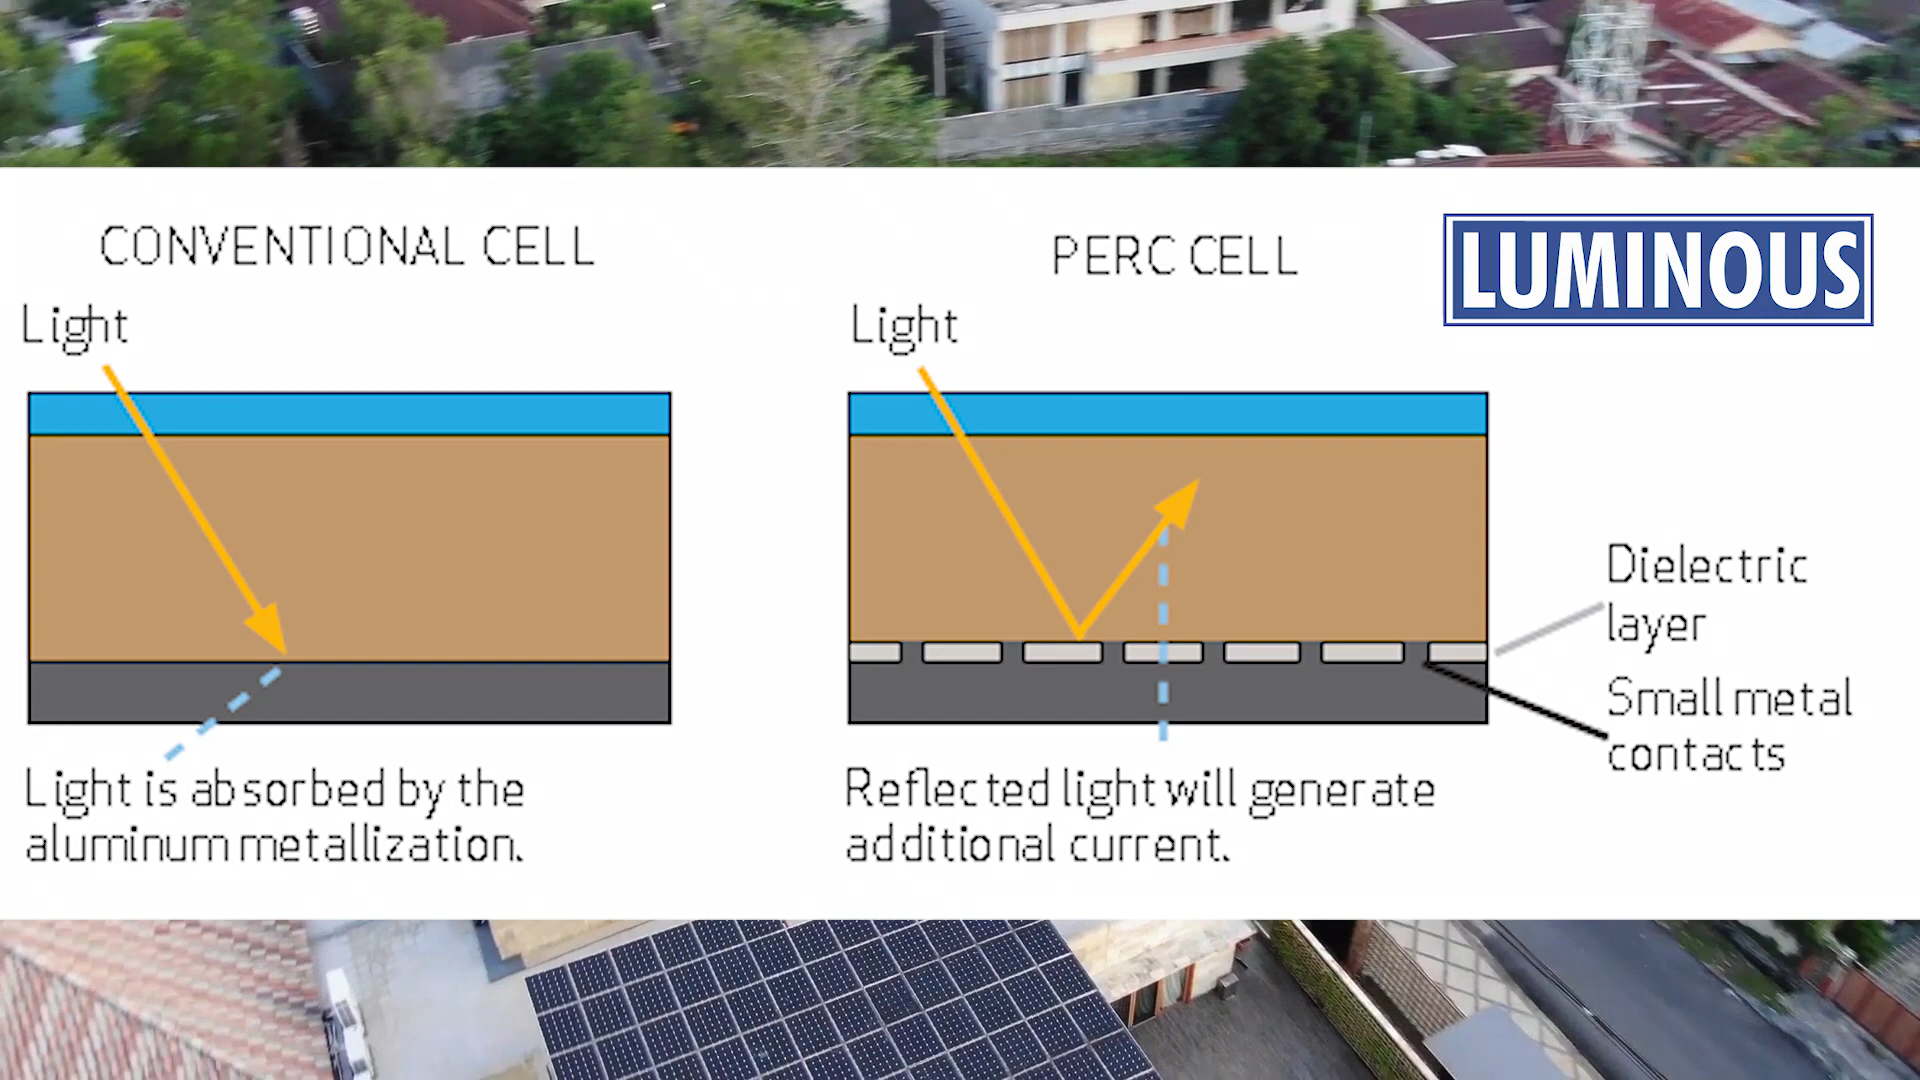 CONVENTIONAL CELL
Light
Light is absorbed by the
aluminum metallization.
PERC CELL
Light
Reflected light will generate
additional current.
LUMINOUS
Dielectric
layer
Small metal
contacts